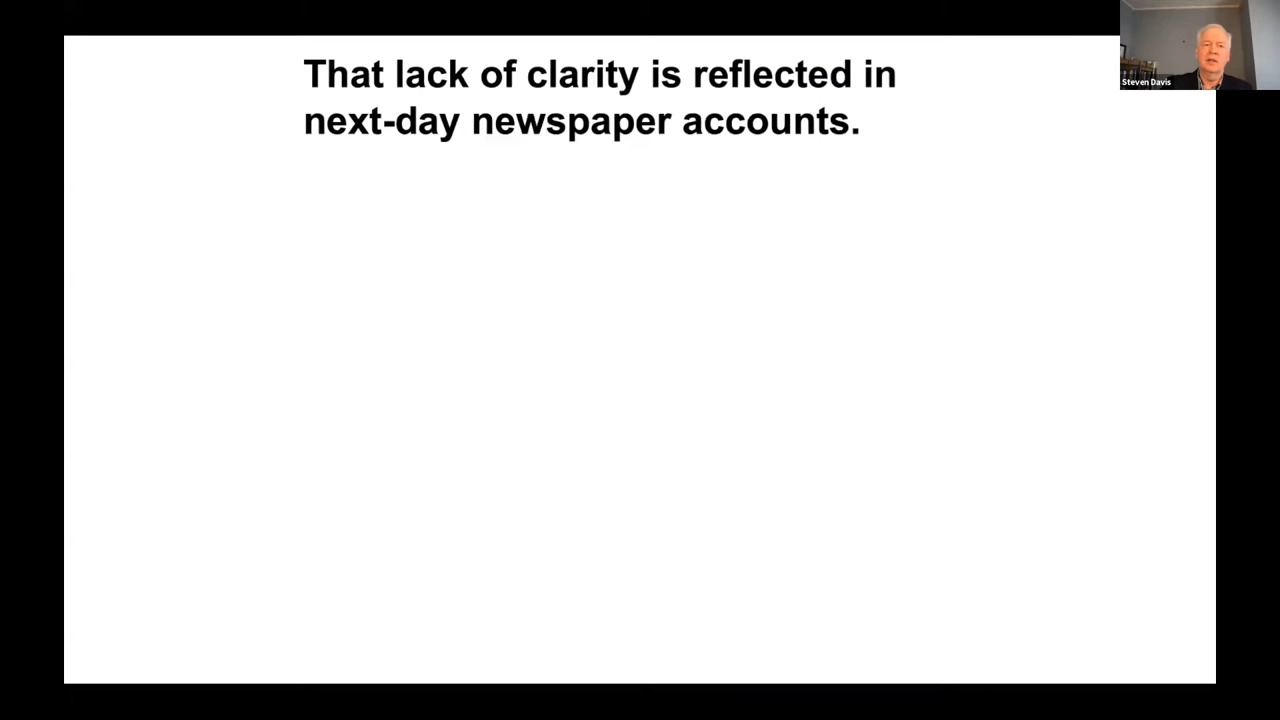 That lack of clarity is reflected in
next-day newspaper accounts.
Steven Davis